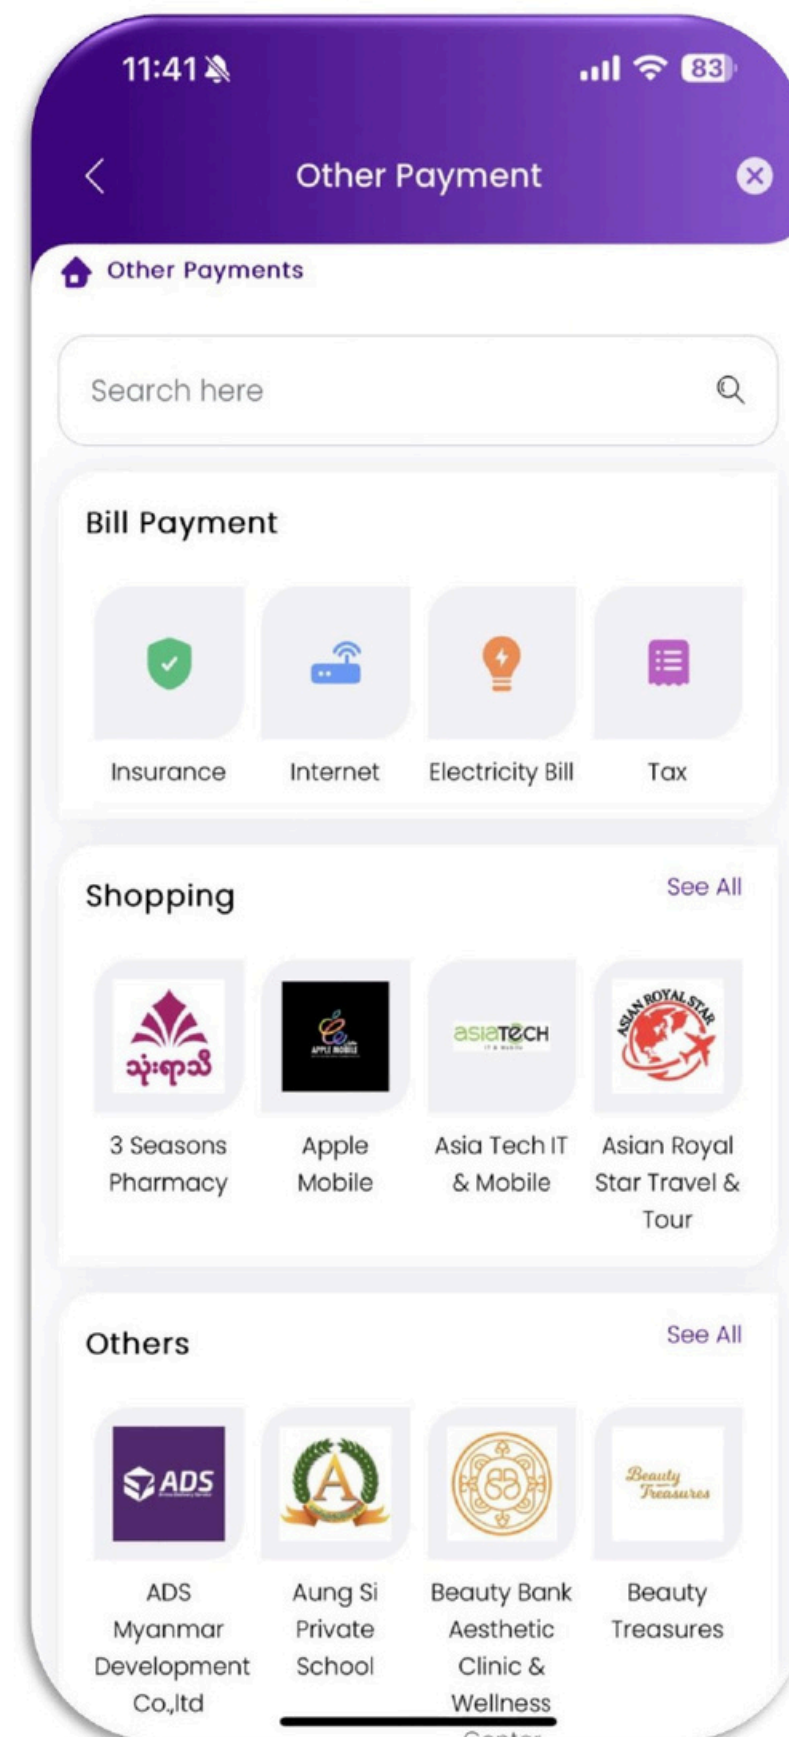 11:41
83
Other Payment
Other Payments
Search here
Bill Payment
Insurance
Internet
Electricity Bill
Tax
Shopping
See All
သုံးရာသီ
APPLE MOBILE
asiaTECH
ASIAN ROYAL STAR
3 Seasons
Pharmacy
Apple
Mobile
Asia Tech IT
& Mobile
Asian Royal
Star Travel &
Tour
Others
See All
ADS
A
Beauty
Treasures
ADS
Myanmar
Development
Co.,ltd
Aung Si
Private
School
Beauty Bank
Aesthetic
Clinic &
Wellness
Center
Beauty
Treasures